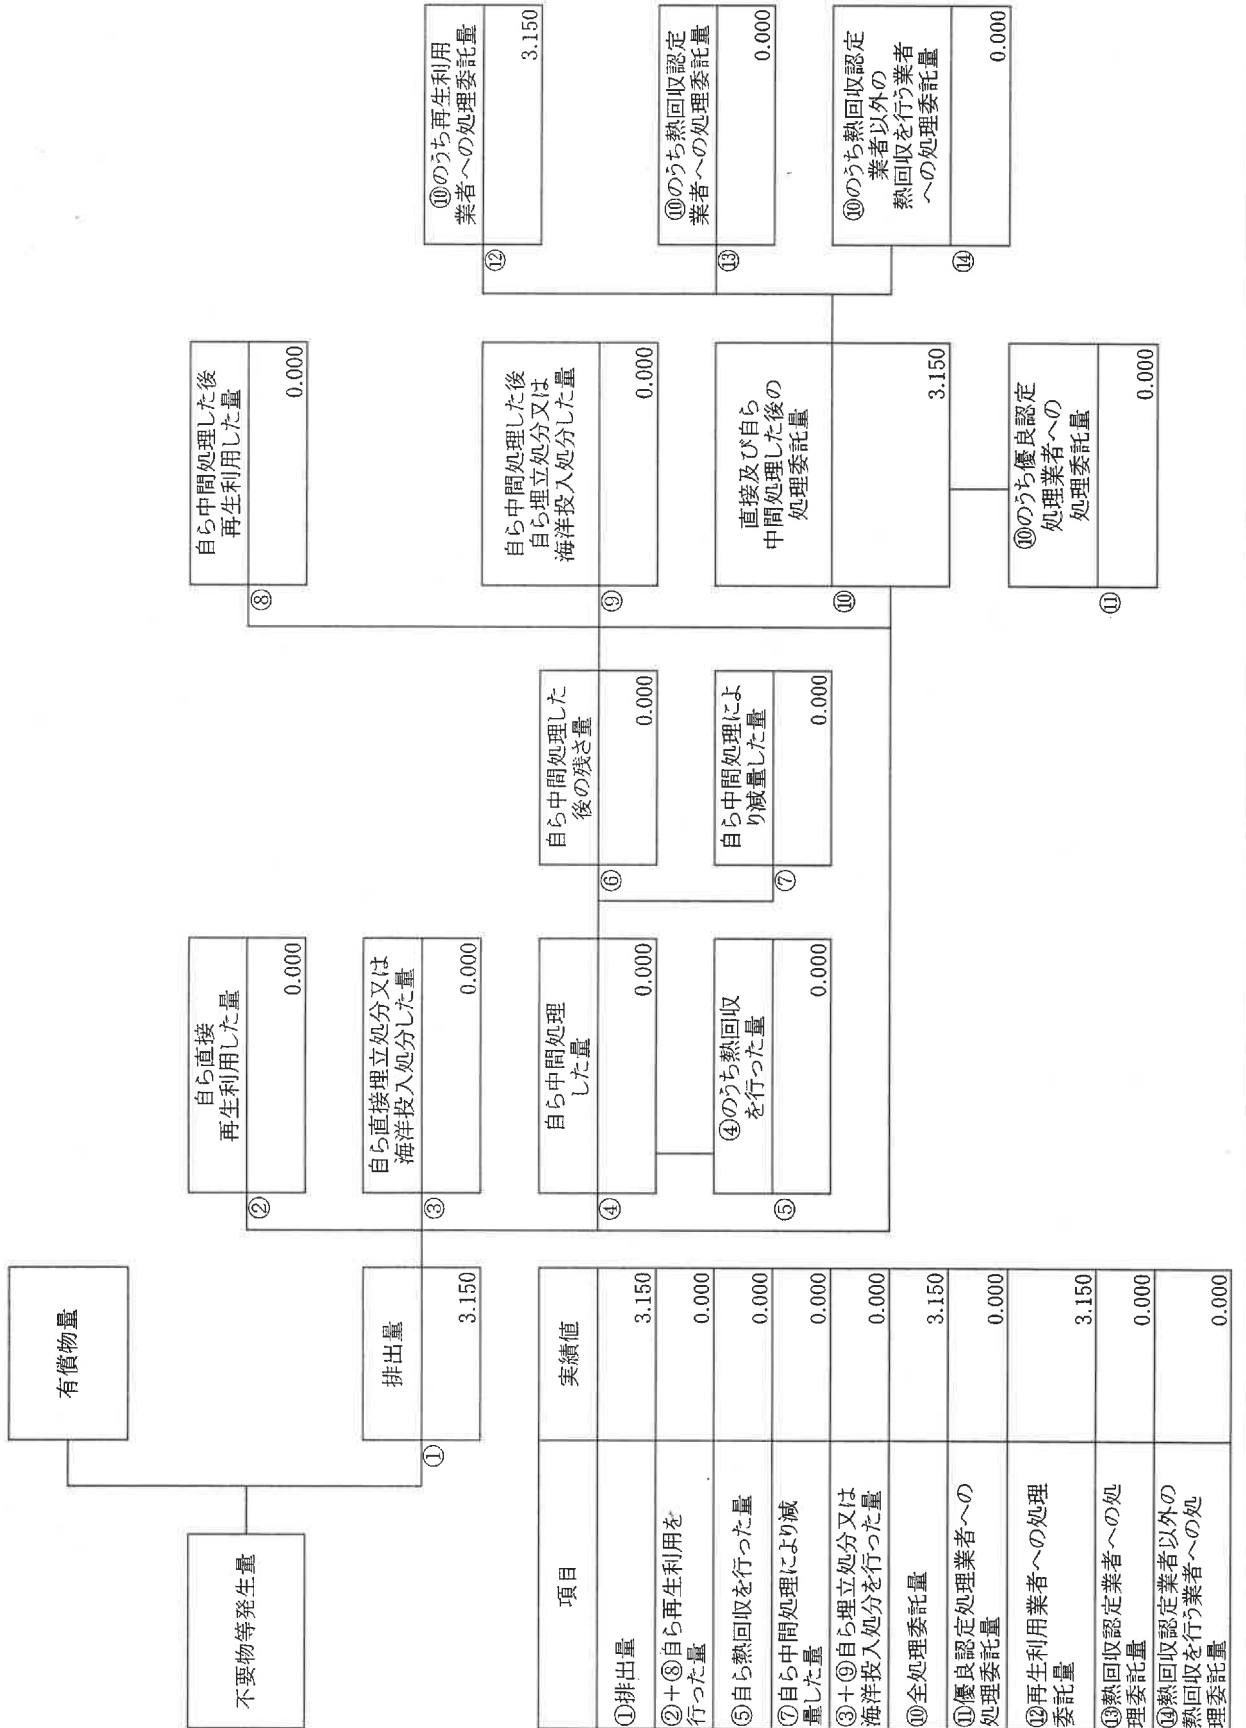 不要物等発生量
有償物量
排出量
3.150
①
自ら直接
再生利用した量
0.000
②
自ら直接埋立処分又は
海洋投入処分した量
0.000
③
自ら中間処理
した量
0.000
④
④のうち熱回収
を行った量
0.000
⑤
自ら中間処理した
後の残さ量
0.000
⑥
自ら中間処理によ
り減量した量
0.000
⑦
自ら中間処理した後
再生利用した量
0.000
⑧
自ら中間処理した後
自ら埋立処分又は
海洋投入処分した量
0.000
⑨
直接及び自ら
中間処理した後の
処理委託量
3.150
⑩
⑩のうち優良認定
処理業者への
処理委託量
0.000
⑪
⑩のうち再生利用
業者への処理委託量
3.150
⑫
⑩のうち熱回収認定
業者への処理委託量
0.000
⑬
⑩のうち熱回収認定
業者以外の
熱回収を行う業者
への処理委託量
0.000
⑭
項目 実績値
①排出量 3.150
②+⑧自ら再生利用を
行った量 0.000
⑤自ら熱回収を行った量 0.000
⑦自ら中間処理により減
量した量 0.000
③+⑨自ら埋立処分又は
海洋投入処分を行った量 0.000
⑩全処理委託量 3.150
⑪優良認定処理業者への
処理委託量 0.000
⑫再生利用業者への処理
委託量 3.150
⑬熱回収認定業者への処
理委託量 0.000
⑭熱回収認定業者以外の
熱回収を行う業者への処
理委託量 0.000